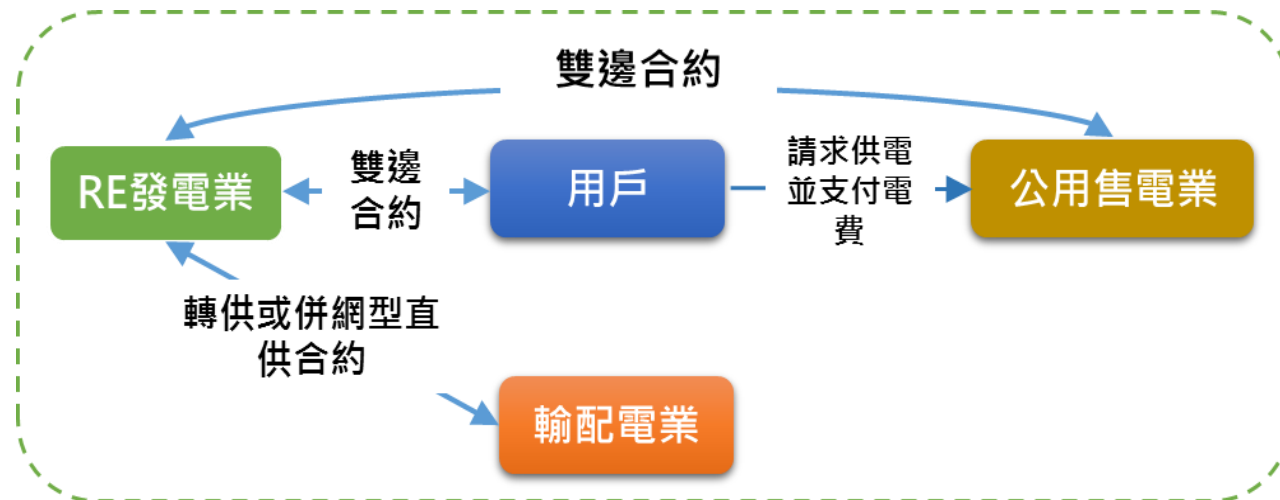 雙邊合約
RE發電業
雙邊
合約
用戶
請求供電
並支付電
費
公用售電業
轉供或併網型直
供合約
輸配電業